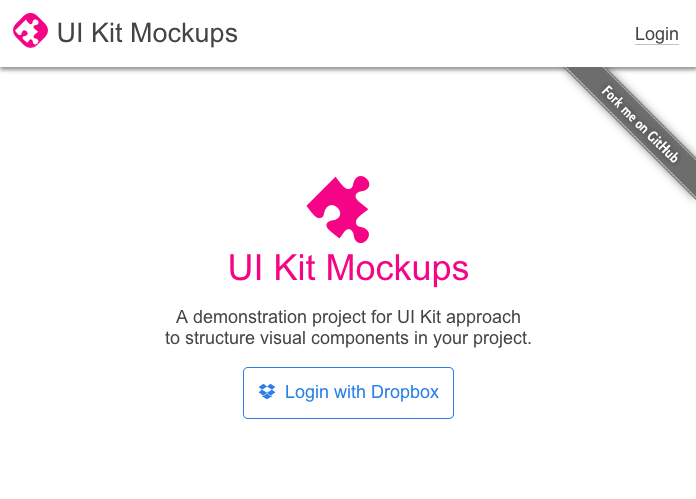 UI Kit Mockups
Login
Fork me on GitHub
UI Kit Mockups
A demonstration project for UI Kit approach
to structure visual components in your project.
Login with Dropbox